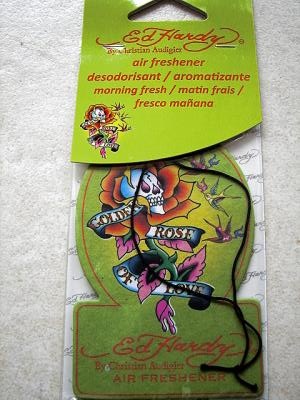 Ed Hardy®
By Christian Audigier
air freshener
desodorisant / aromatizante
morning fresh / matin frais /
fresco mañana
GOLDEN
ROSE
OF LOVE
Ed Hardy
By Christian Audigier
AIR FRESHENER